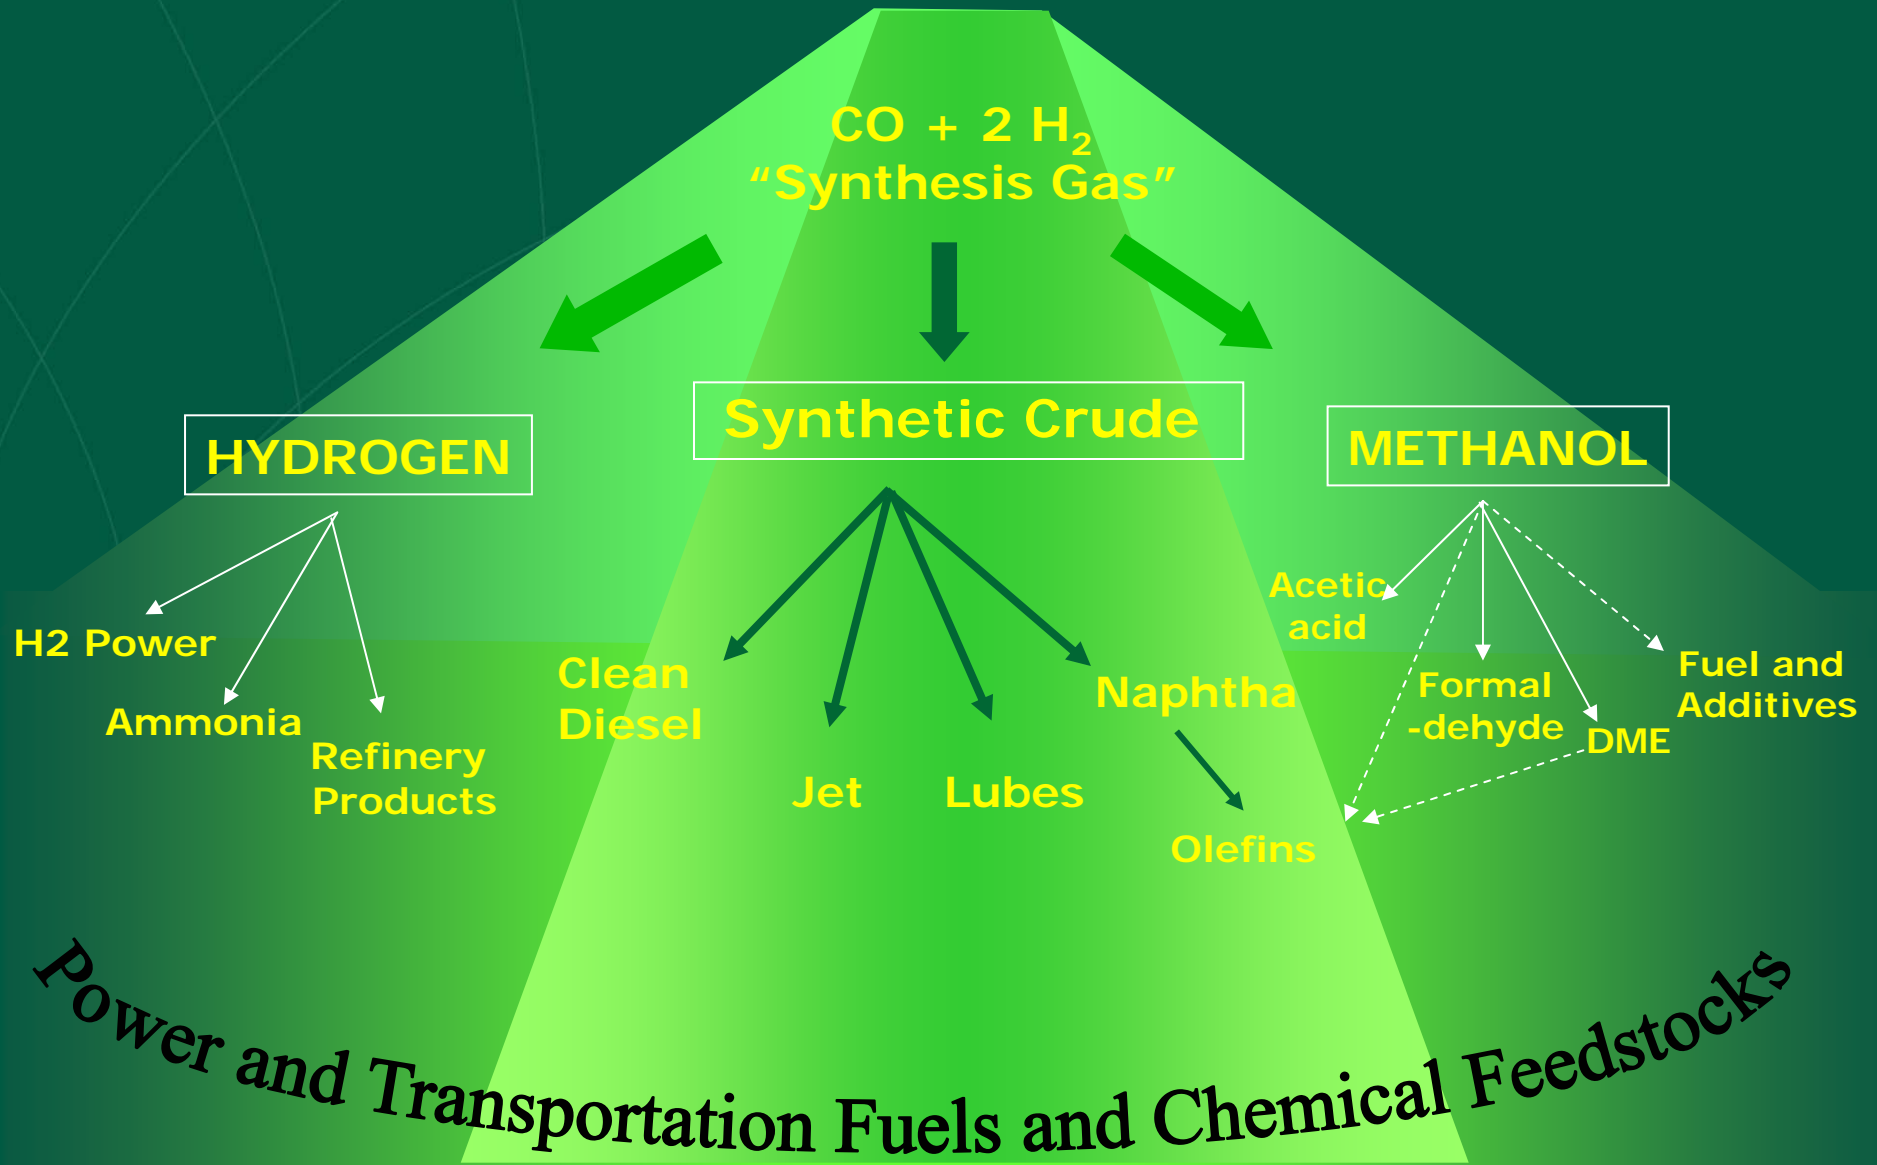 CO + 2 H₂
“Synthesis Gas”
HYDROGEN
Synthetic Crude
METHANOL
H2 Power
Ammonia
Refinery
Products
Clean
Diesel
Jet
Lubes
Naphtha
Olefins
Acetic
acid
Formal
-dehyde
DME
Fuel and
Additives
Power and Transportation Fuels and Chemical Feedstocks